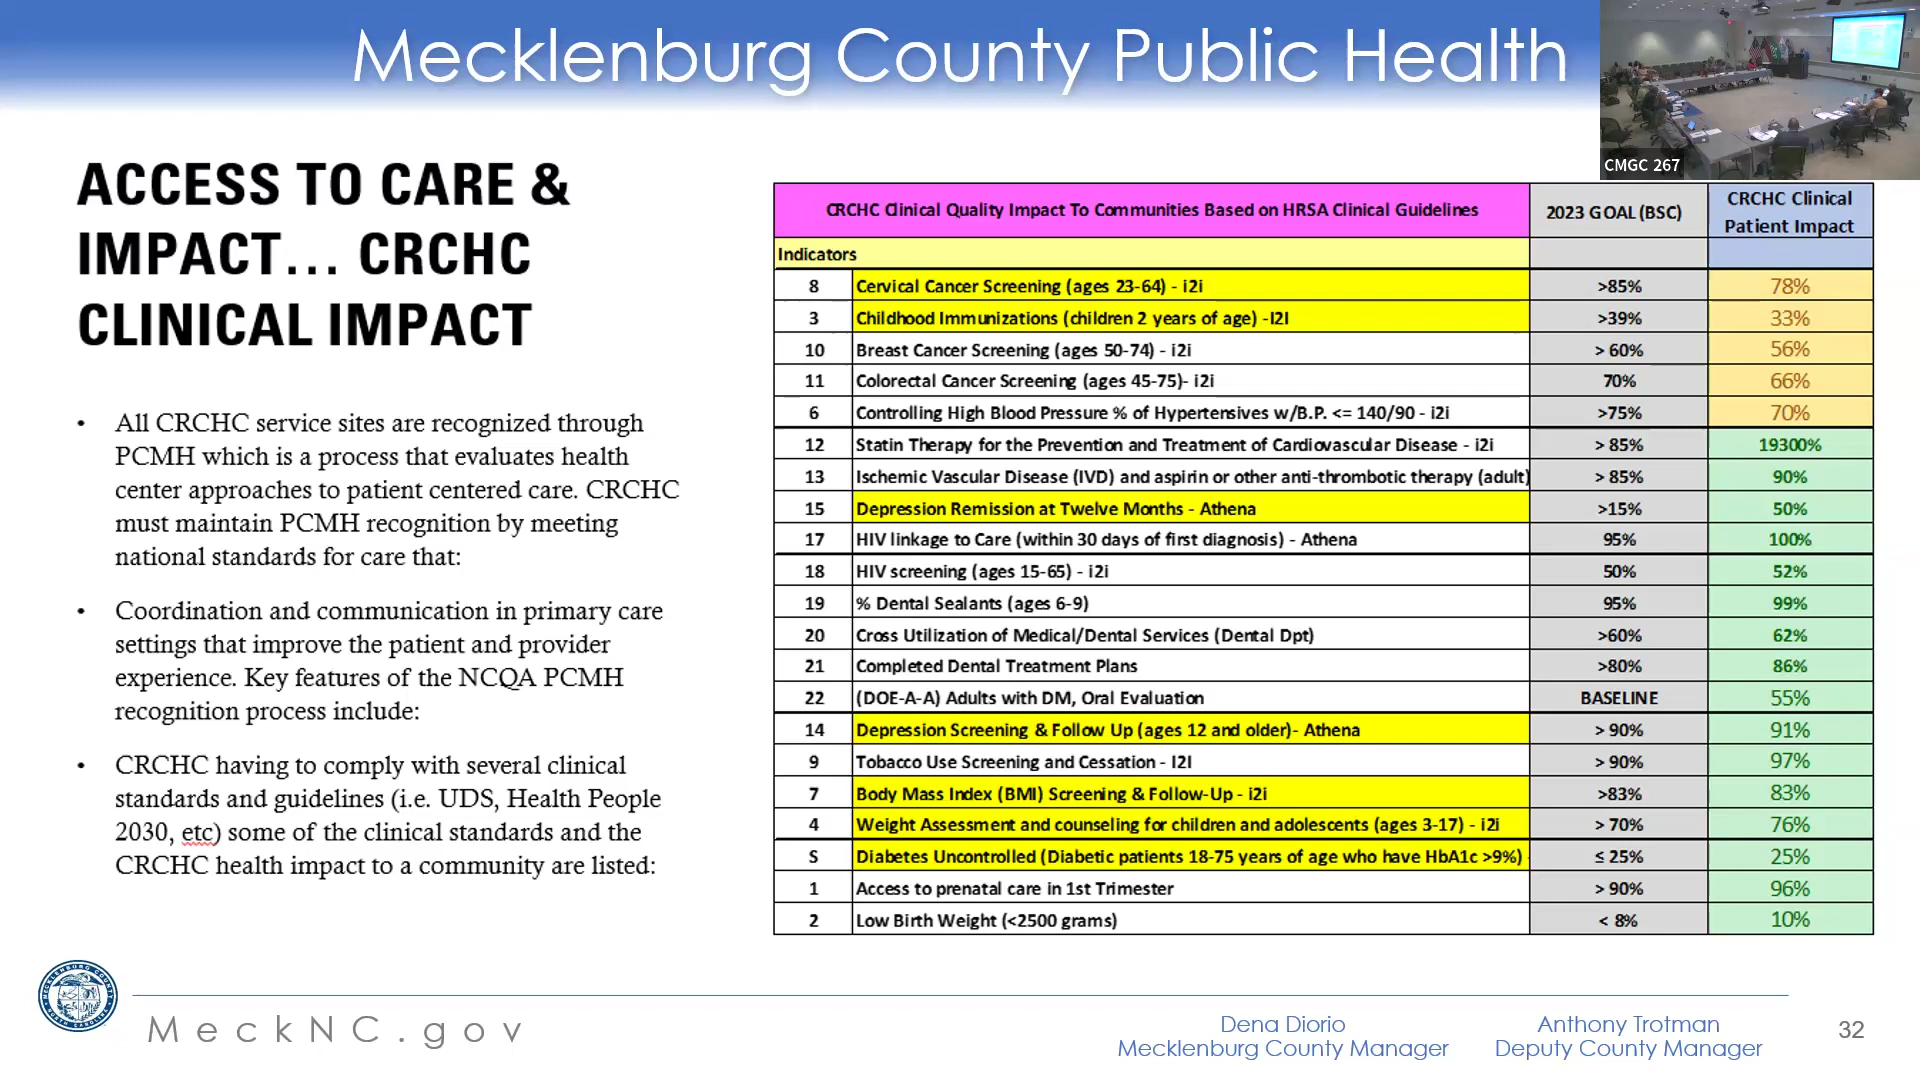 Mecklenburg County Public Health
CMGC 267
ACCESS TO CARE &
IMPACT... CRCHC
CLINICAL IMPACT
• All CRCHC service sites are recognized through
PCMH which is a process that evaluates health
center approaches to patient centered care. CRCHC
must maintain PCMH recognition by meeting
national standards for care that:
• Coordination and communication in primary care
settings that improve the patient and provider
experience. Key features of the NCQA PCMH
recognition process include:
• CRCHC having to comply with several clinical
standards and guidelines (i.e. UDS, Health People
2030, etc) some of the clinical standards and the
CRCHC health impact to a community are listed:
CRCHC Clinical Quality Impact To Communities Based on HRSA Clinical Guidelines 2023 GOAL (BSC) CRCHC Clinical
Patient Impact
Indicators
8 Cervical Cancer Screening (ages 23-64) - i2i >85% 78%
3 Childhood Immunizations (children 2 years of age) -I2I >39% 33%
10 Breast Cancer Screening (ages 50-74) - i2i > 60% 56%
11 Colorectal Cancer Screening (ages 45-75)- i2i 70% 66%
6 Controlling High Blood Pressure % of Hypertensives w/B.P. <= 140/90 - i2i >75% 70%
12 Statin Therapy for the Prevention and Treatment of Cardiovascular Disease - i2i > 85% 19300%
13 Ischemic Vascular Disease (IVD) and aspirin or other anti-thrombotic therapy (adult) > 85% 90%
15 Depression Remission at Twelve Months - Athena >15% 50%
17 HIV linkage to Care (within 30 days of first diagnosis) - Athena 95% 100%
18 HIV screening (ages 15-65) - i2i 50% 52%
19 % Dental Sealants (ages 6-9) 95% 99%
20 Cross Utilization of Medical/Dental Services (Dental Dpt) >60% 62%
21 Completed Dental Treatment Plans >80% 86%
22 (DOE-A-A) Adults with DM, Oral Evaluation BASELINE 55%
14 Depression Screening & Follow Up (ages 12 and older)- Athena > 90% 91%
9 Tobacco Use Screening and Cessation - I2I > 90% 97%
7 Body Mass Index (BMI) Screening & Follow-Up - i2i >83% 83%
4 Weight Assessment and counseling for children and adolescents (ages 3-17) - i2i > 70% 76%
S Diabetes Uncontrolled (Diabetic patients 18-75 years of age who have HbA1c >9%) ≤ 25% 25%
1 Access to prenatal care in 1st Trimester > 90% 96%
2 Low Birth Weight (<2500 grams) < 8% 10%
MeckNC.gov
Dena Diorio
Mecklenburg County Manager
Anthony Trotman
Deputy County Manager
32